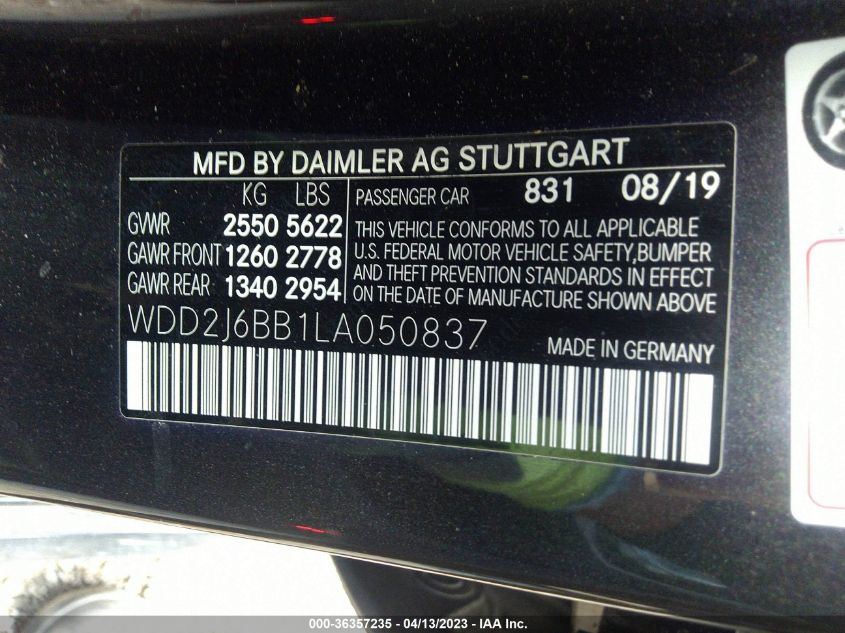 MFD BY DAIMLER AG STUTTGART
KG LBS
GVWR 2550 5622
GAWR FRONT 1260 2778
GAWR REAR 1340 2954
PASSENGER CAR 831 08/19
THIS VEHICLE CONFORMS TO ALL APPLICABLE
U.S. FEDERAL MOTOR VEHICLE SAFETY,BUMPER
AND THEFT PREVENTION STANDARDS IN EFFECT
ON THE DATE OF MANUFACTURE SHOWN ABOVE
WDD2J6BB1LA050837
MADE IN GERMANY
000-36357235 - 04/13/2023 - IAA Inc.